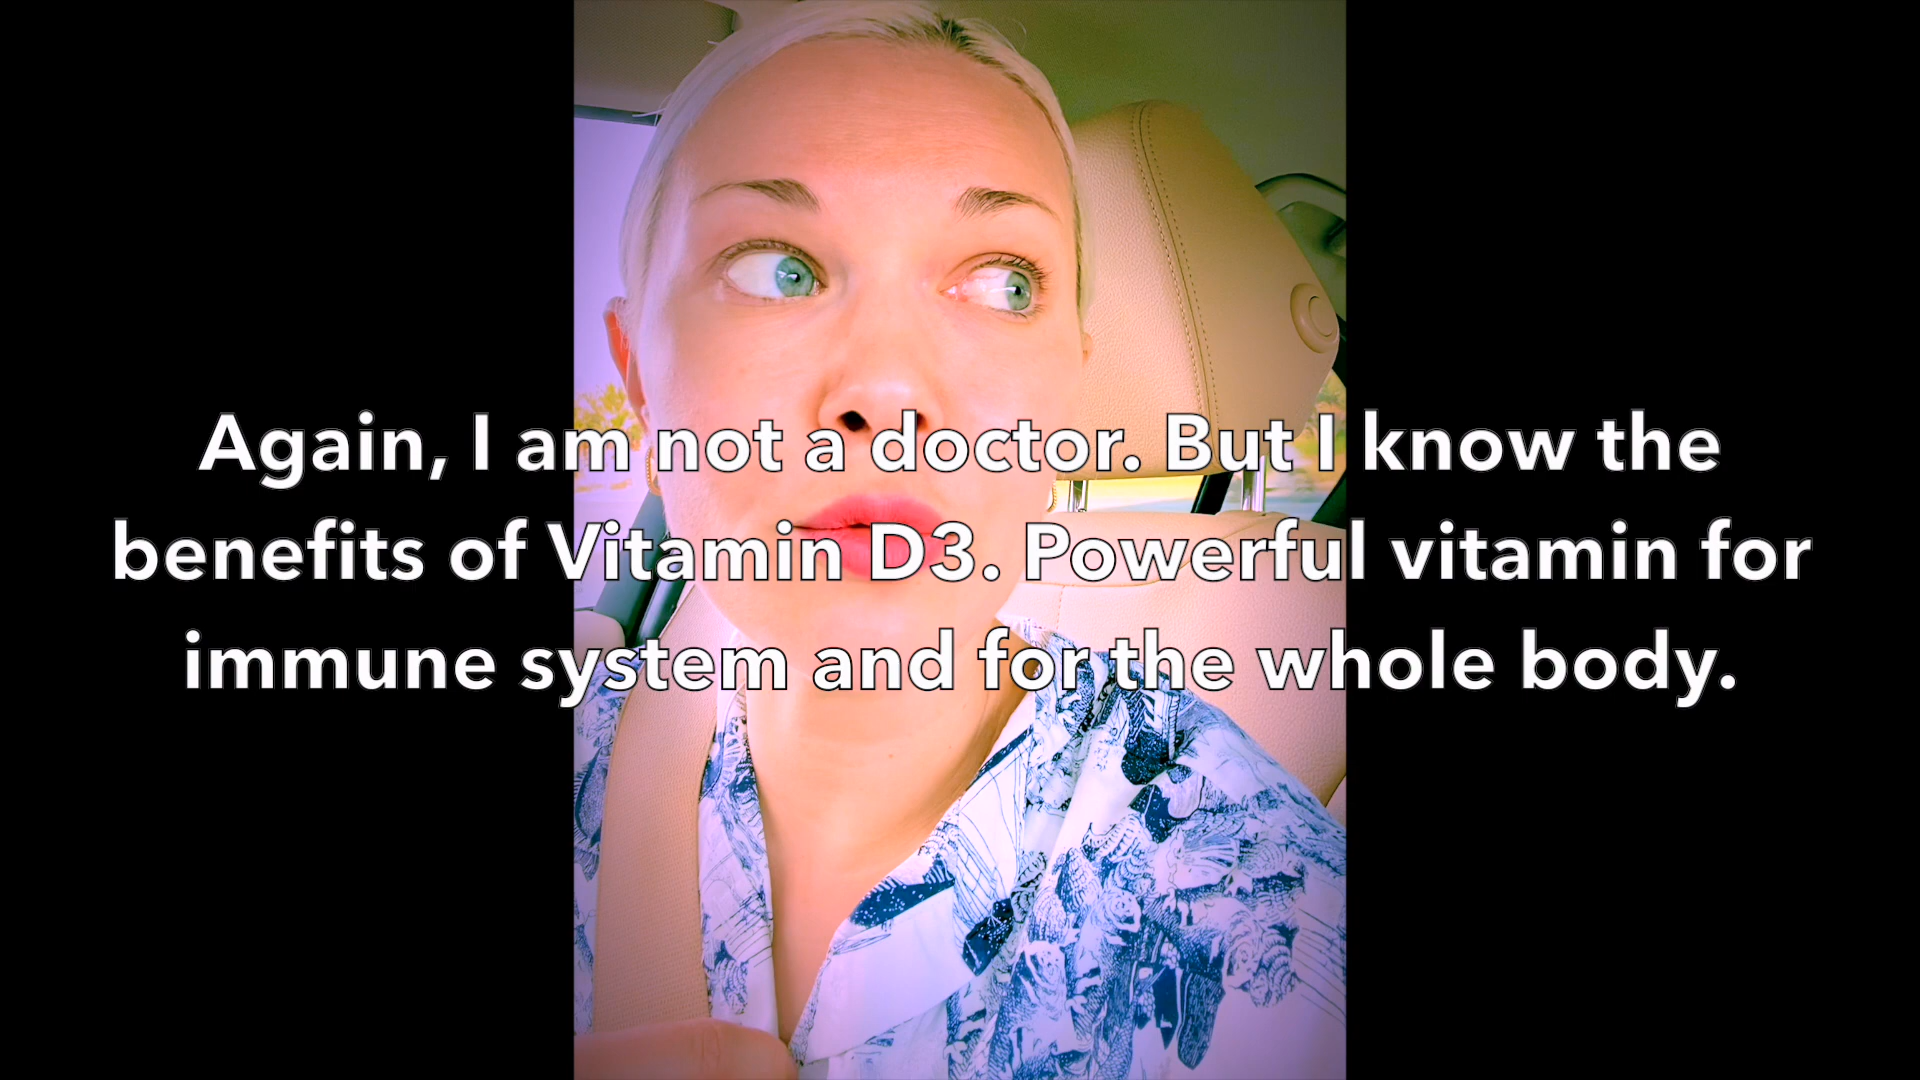 Again, I am not a doctor. But I know the
benefits of Vitamin D3. Powerful vitamin for
immune system and for the whole body.